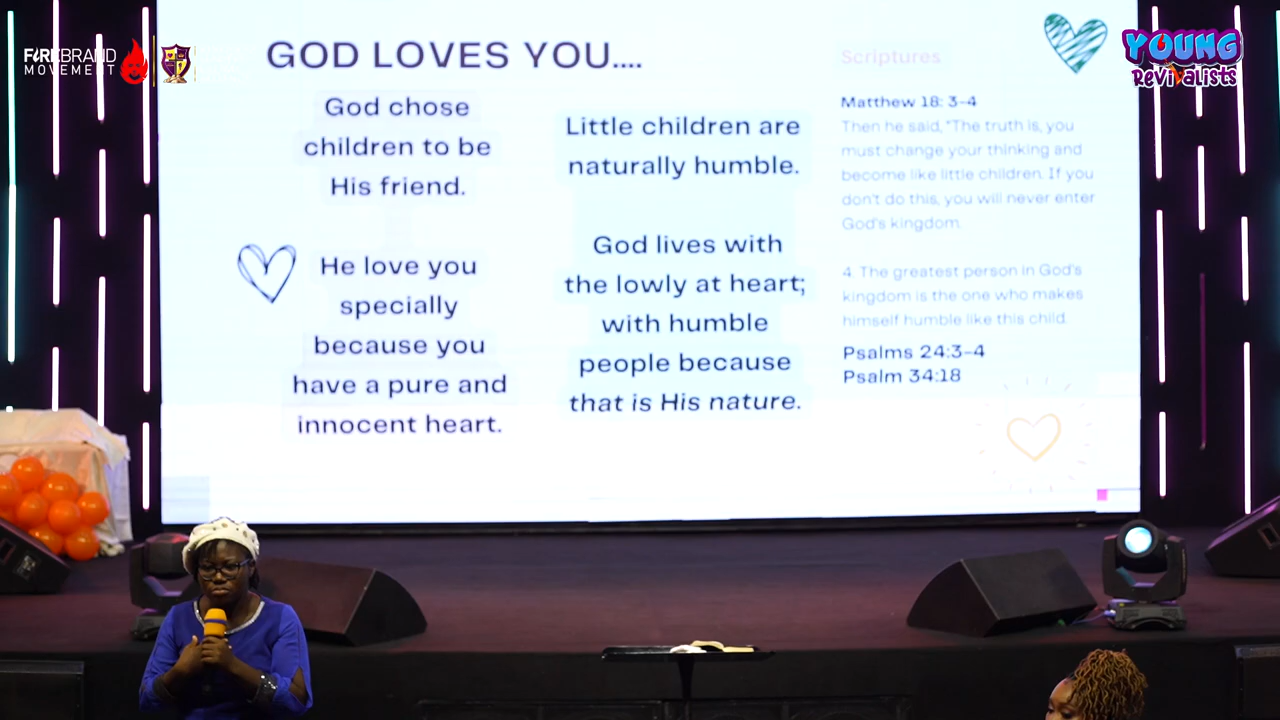 FIREBRAND
MOVEMENT
GOD LOVES YOU....
God chose
children to be
His friend.
He love you
specially
because you
have a pure and
innocent heart.
Little children are
naturally humble.
God lives with
the lowly at heart;
with humble
people because
that is His nature.
Scriptures
Matthew 18: 3-4
Then he said, "The truth is, you
must change your thinking and
become like little children. If you
don't do this, you will never enter
God's kingdom.
4 The greatest person in God's
kingdom is the one who makes
himself humble like this child.
Psalms 24:3-4
Psalm 34:18
YOUNG
ReViValiSTS